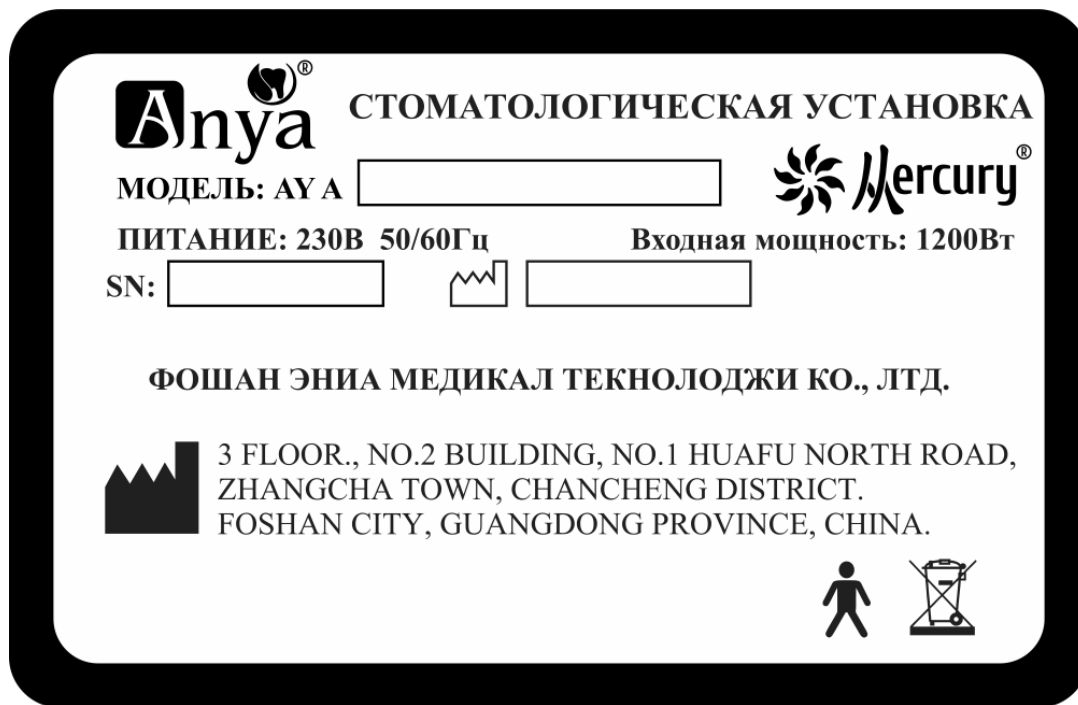 Anya®
СТОМАТОЛОГИЧЕСКАЯ УСТАНОВКА
МОДЕЛЬ: AY A
Mercury®
ПИТАНИЕ: 230В 50/60Гц Входная мощность: 1200Вт
SN:
ФОШАН ЭНИА МЕДИКАЛ ТЕКНОЛОДЖИ КО., ЛТД.
3 FLOOR., NO.2 BUILDING, NO.1 HUAFU NORTH ROAD,
ZHANGCHA TOWN, CHANCHENG DISTRICT.
FOSHAN CITY, GUANGDONG PROVINCE, CHINA.